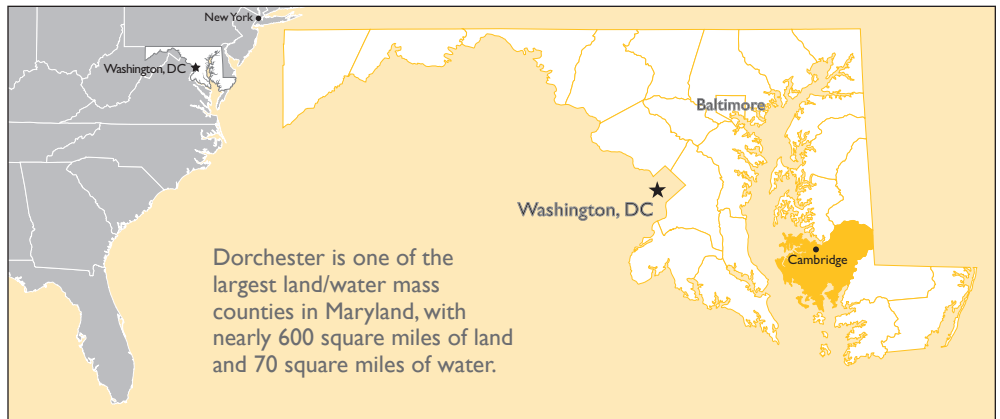 New York
Washington, DC
Baltimore
Washington, DC
Cambridge
Dorchester is one of the
largest land/water mass
counties in Maryland, with
nearly 600 square miles of land
and 70 square miles of water.